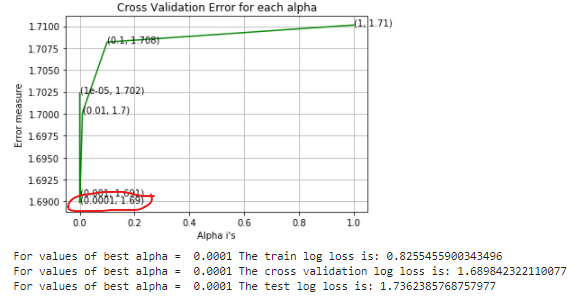 Cross Validation Error for each alpha
1.7100
1.7075
1.7050
1.7025
1.7000
1.6975
1.6950
1.6925
1.6900
Error measure
(1, 1.71)
(0.1, 1.708)
(1e-05, 1.702)
(0.01, 1.7)
(0.001, 1.691)
(0.0001, 1.69)
0.0 0.2 0.4 0.6 0.8 1.0
Alpha i's
For values of best alpha =  0.0001 The train log loss is: 0.8255455900343496
For values of best alpha =  0.0001 The cross validation log loss is: 1.689842322110077
For values of best alpha =  0.0001 The test log loss is: 1.7362385768757977